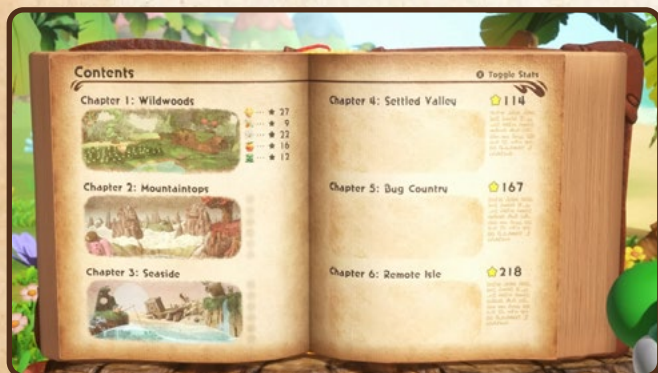 Contents
Chapter 1: Wildwoods
27
9
22
16
12
Chapter 2: Mountaintops
Chapter 3: Seaside
Toggle Stats
Chapter 4: Settled Valley
114
Chapter 5: Bug Country
167
Chapter 6: Remote Isle
218